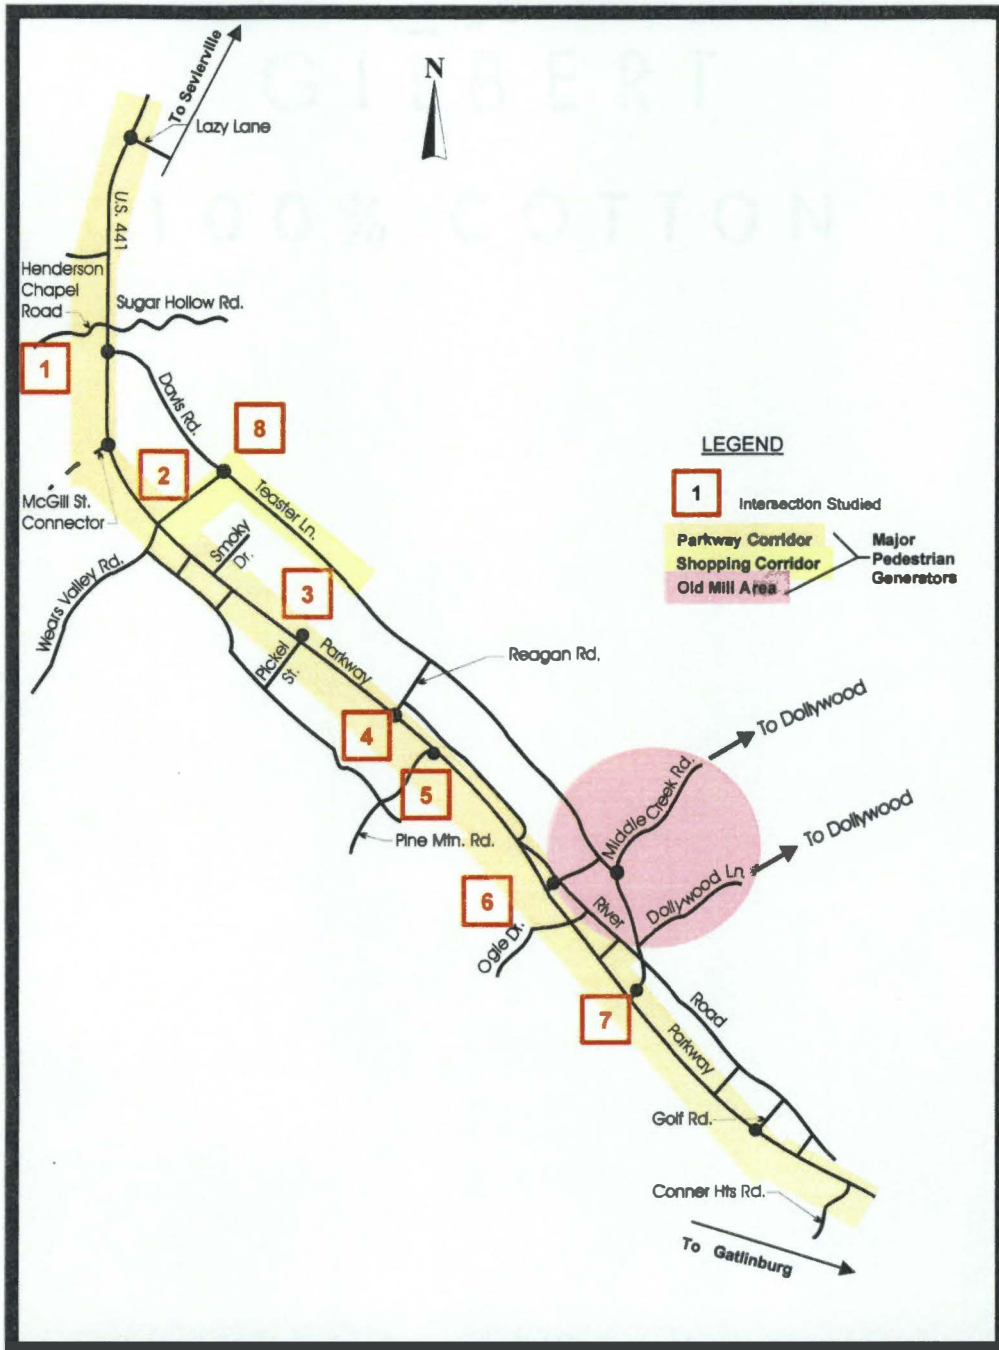 GILBERT
100% COTTON
To Sevierville
N
Lazy Lane
U.S. 441
Henderson
Chapel
Road
Sugar Hollow Rd.
1
Davis Rd.
8
2
McGill St.
Connector
Teaster Ln.
Smoky
Dr.
Wears Valley Rd.
3
Pickel
St.
Parkway
Reagan Rd.
4
5
Pine Mtn. Rd.
To Dollywood
Middle Creek Rd.
To Dollywood
Dollywood Ln.
6
River
Ogle Dr.
7
Road
Parkway
Golf Rd.
Conner Hts Rd.
To Gatlinburg
LEGEND
1 Intersection Studied
Parkway Corridor
Shopping Corridor
Old Mill Area
Major
Pedestrian
Generators